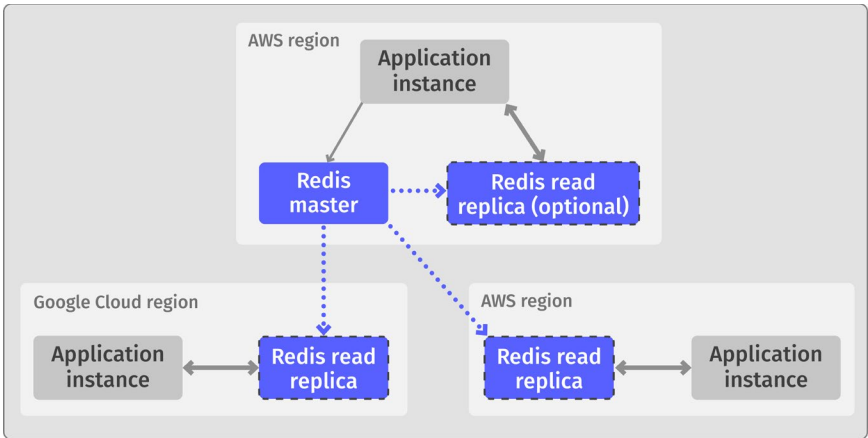 AWS region
Application
instance
Redis
master
Redis read
replica (optional)
Google Cloud region
Application
instance
Redis read
replica
AWS region
Redis read
replica
Application
instance